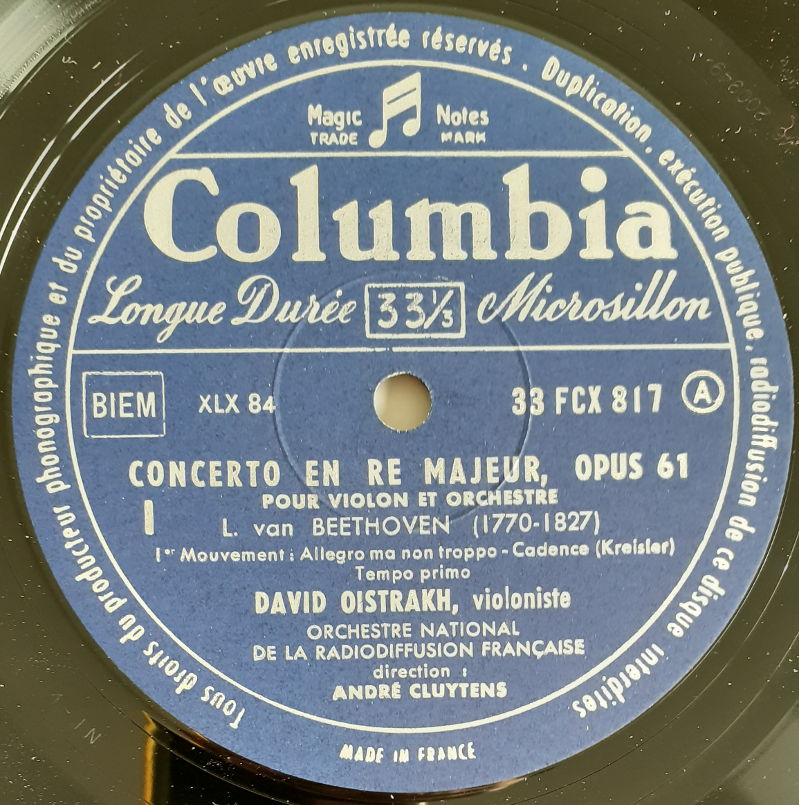 Tous droits du producteur phonographique et du propriétaire de l'œuvre enregistrée réservés. Duplication, exécution publique, radiodiffusion de ce disque interdites
Magic Notes
TRADE MARK
Columbia
Longue Durée 33⅓ Microsillon
BIEM XLX 84 33 FCX 817 A
CONCERTO EN RE MAJEUR, OPUS 61
POUR VIOLON ET ORCHESTRE
I L. van BEETHOVEN (1770-1827)
1er Mouvement : Allegro ma non troppo - Cadence (Kreisler)
Tempo primo
DAVID OISTRAKH, violoniste
ORCHESTRE NATIONAL
DE LA RADIODIFFUSION FRANÇAISE
direction :
ANDRÉ CLUYTENS
MADE IN FRANCE